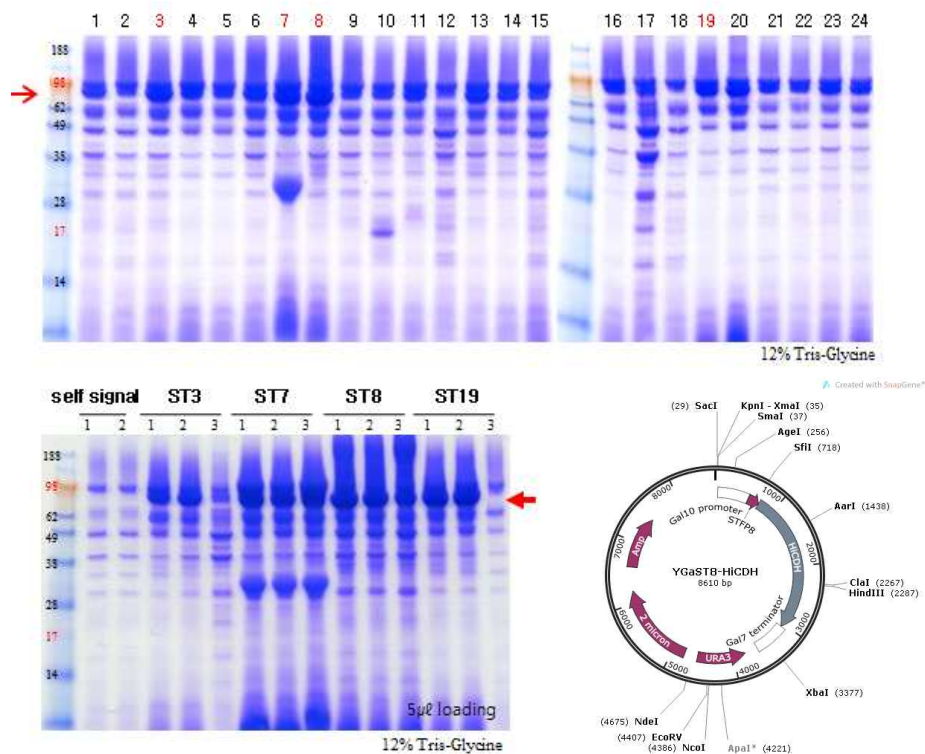 1 2 3 4 5 6 7 8 9 10 11 12 13 14 15 16 17 18 19 20 21 22 23 24
188
98
62
49
38
28
17
14
12% Tris-Glycine
self signal ST3 ST7 ST8 ST19
1 2 1 2 3 1 2 3 1 2 3 1 2 3
188
98
62
49
38
28
17
14
5㎕ loading
12% Tris-Glycine
Created with SnapGene®
(29) SacI
KpnI - XmaI (35)
SmaI (37)
AgeI (256)
SfiI (718)
AarI (1438)
ClaI (2267)
HindIII (2287)
XbaI (3377)
ApaI* (4221)
(4386) NcoI
(4407) EcoRV
(4675) NdeI
1000
2000
3000
4000
5000
6000
7000
8000
Gal10 promoter
STFP8
HiCDH
Gal7 terminator
URA3
2 micron
Amp
YGaST8-HiCDH
8610 bp